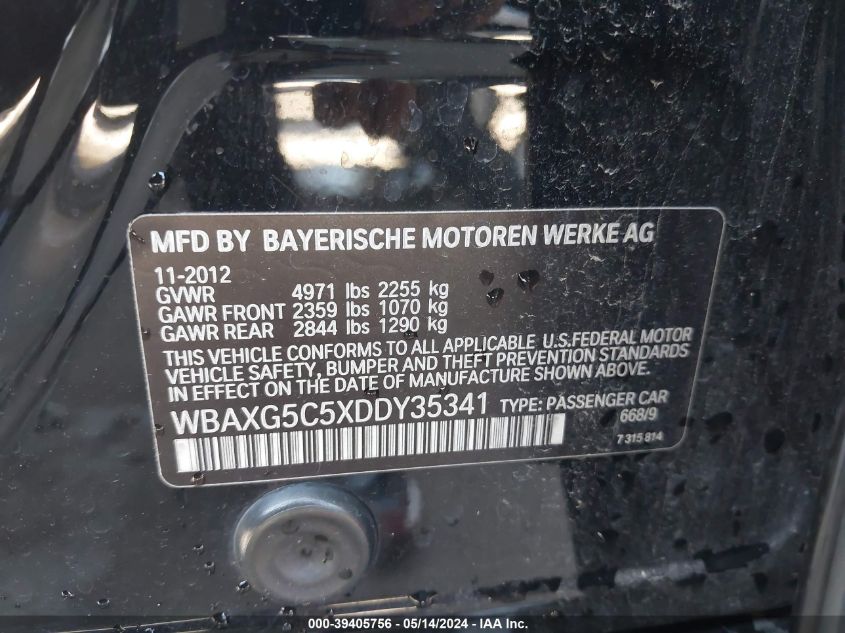 MFD BY BAYERISCHE MOTOREN WERKE AG
11-2012
GVWR 4971 lbs 2255 kg
GAWR FRONT 2359 lbs 1070 kg
GAWR REAR 2844 lbs 1290 kg
THIS VEHICLE CONFORMS TO ALL APPLICABLE U.S.FEDERAL MOTOR
VEHICLE SAFETY, BUMPER AND THEFT PREVENTION STANDARDS
IN EFFECT ON THE DATE OF MANUFACTURE SHOWN ABOVE.
WBAXG5C5XDDY35341 TYPE: PASSENGER CAR
668/9
7 315 814
000-39405756 - 05/14/2024 - IAA Inc.